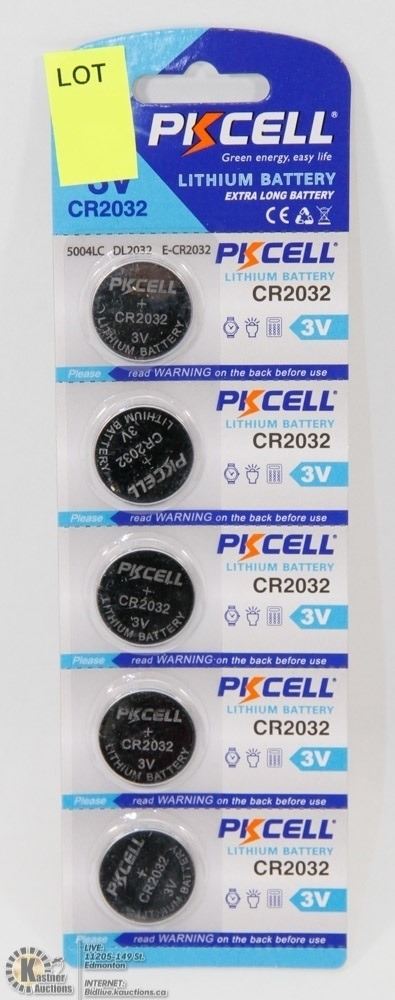 LOT
PKCELL®
Green energy, easy life
3V
LITHIUM BATTERY
CR2032
EXTRA LONG BATTERY
CE
5004LC DL2032 E-CR2032
PKCELL®
LITHIUM BATTERY
CR2032
3V
PKCELL
+
CR2032
3V
LITHIUM BATTERY
Please read WARNING on the back before use
PKCELL®
LITHIUM BATTERY
CR2032
3V
PKCELL
+
CR2032
3V
LITHIUM BATTERY
Please read WARNING on the back before use
PKCELL®
LITHIUM BATTERY
CR2032
3V
PKCELL
+
CR2032
3V
LITHIUM BATTERY
Please read WARNING on the back before use
PKCELL®
LITHIUM BATTERY
CR2032
3V
PKCELL
+
CR2032
3V
LITHIUM BATTERY
Please read WARNING on the back before use
PKCELL®
LITHIUM BATTERY
CR2032
3V
PKCELL
+
CR2032
3V
LITHIUM BATTERY
read WARNING on the back before use
Kastner
Auctions
LIVE:
11205-149 St.
Edmonton
INTERNET:
Bidlive.kauctions.ca